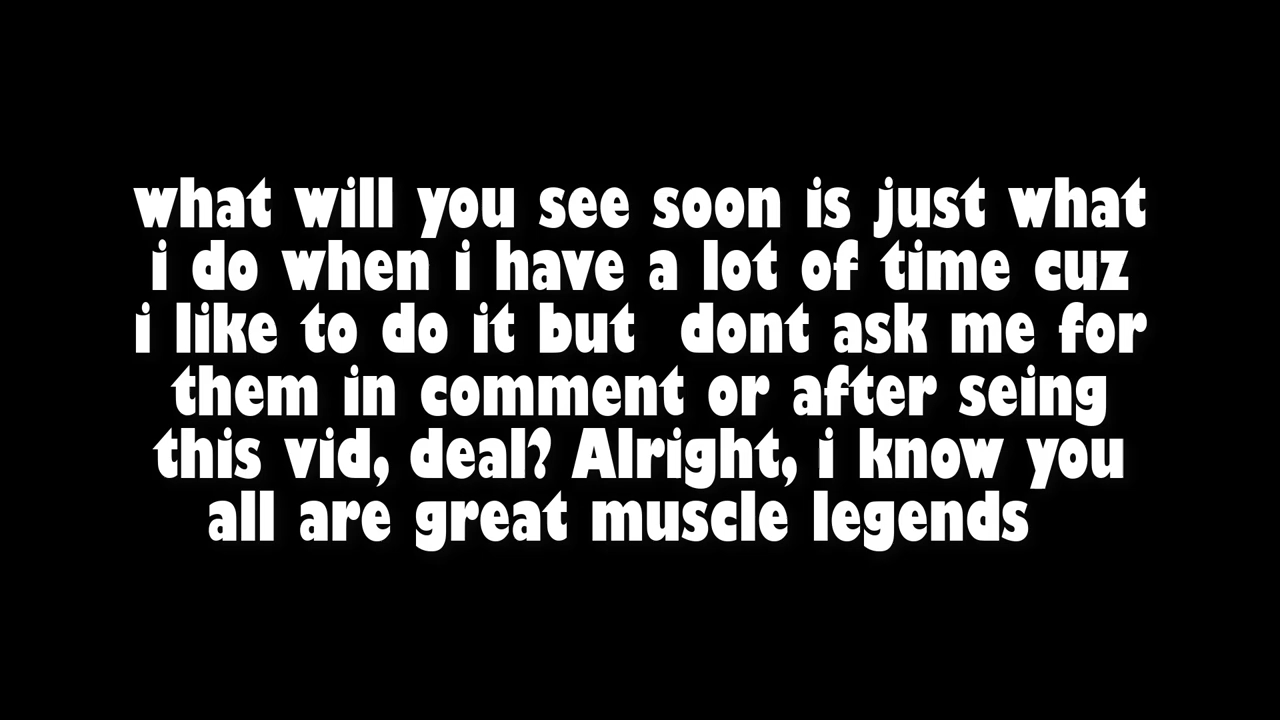 what will you see soon is just what
i do when i have a lot of time cuz
i like to do it but dont ask me for
them in comment or after seing
this vid, deal? Alright, i know you
all are great muscle legends